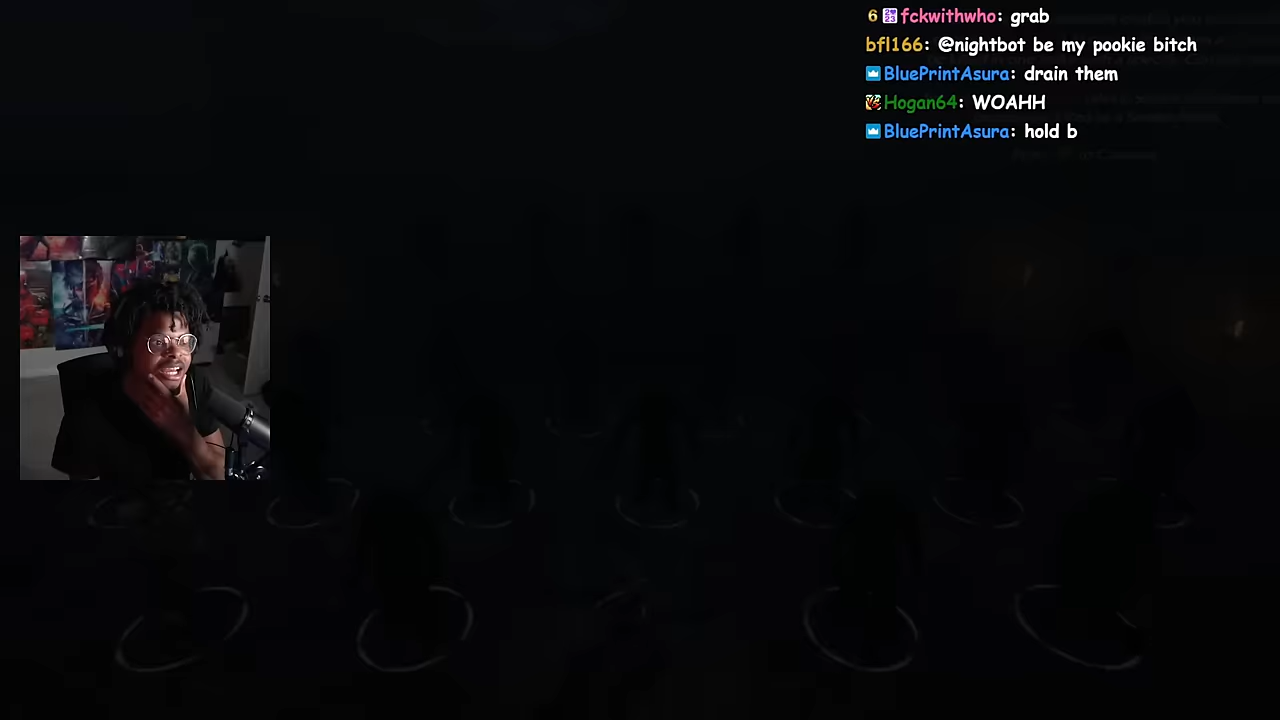 6 fckwithwho: grab
bfl166: @nightbot be my pookie bitch
BluePrintAsura: drain them
Hogan64: WOAHH
BluePrintAsura: hold b